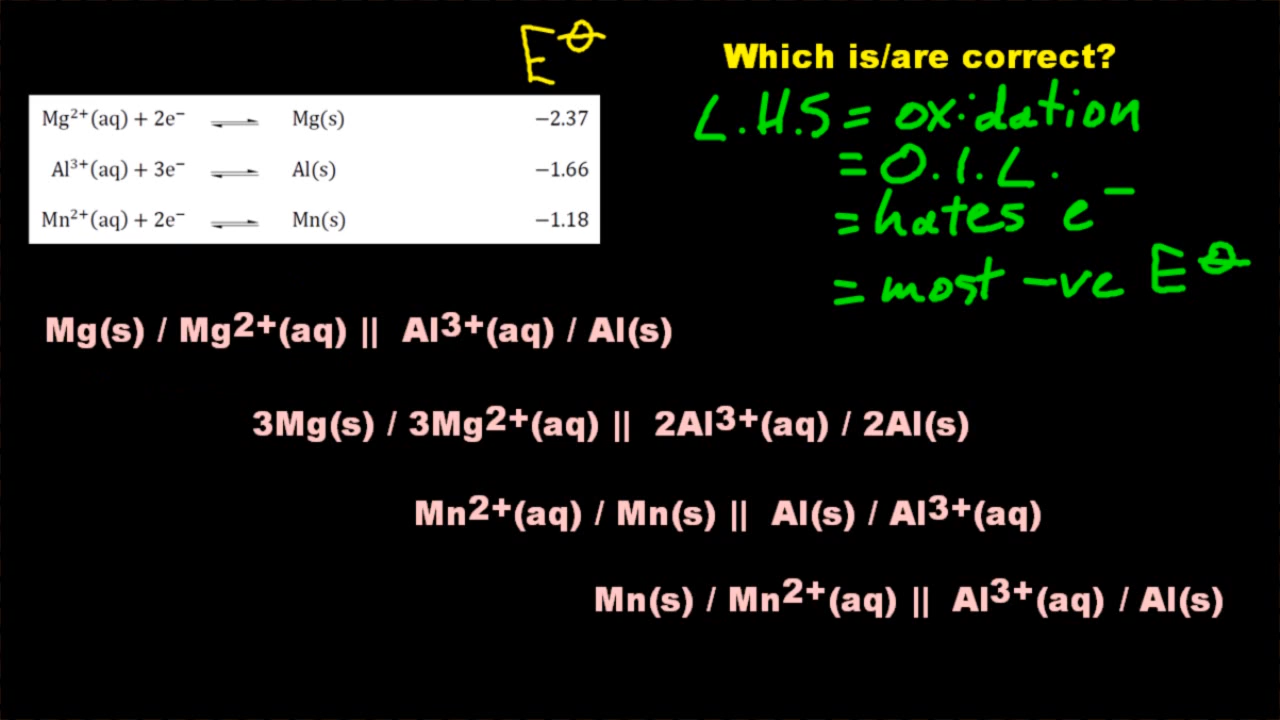 E⦵
Which is/are correct?
Mg²⁺(aq) + 2e⁻ ⇌ Mg(s) −2.37
Al³⁺(aq) + 3e⁻ ⇌ Al(s) −1.66
Mn²⁺(aq) + 2e⁻ ⇌ Mn(s) −1.18
L.H.S = oxidation
= O.I.L.
= hates e⁻
= most -ve E⦵
Mg(s) / Mg2+(aq) || Al3+(aq) / Al(s)
3Mg(s) / 3Mg2+(aq) || 2Al3+(aq) / 2Al(s)
Mn2+(aq) / Mn(s) || Al(s) / Al3+(aq)
Mn(s) / Mn2+(aq) || Al3+(aq) / Al(s)